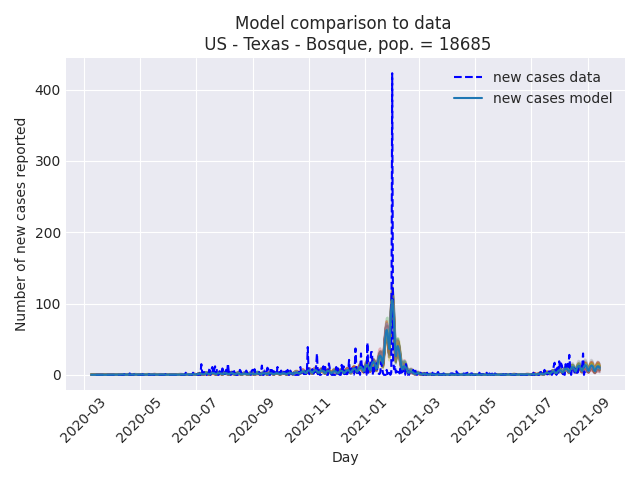 Model comparison to data
US - Texas - Bosque, pop. = 18685
new cases data
new cases model
Number of new cases reported
400
300
200
100
0
2020-03
2020-05
2020-07
2020-09
2020-11
2021-01
2021-03
2021-05
2021-07
2021-09
Day